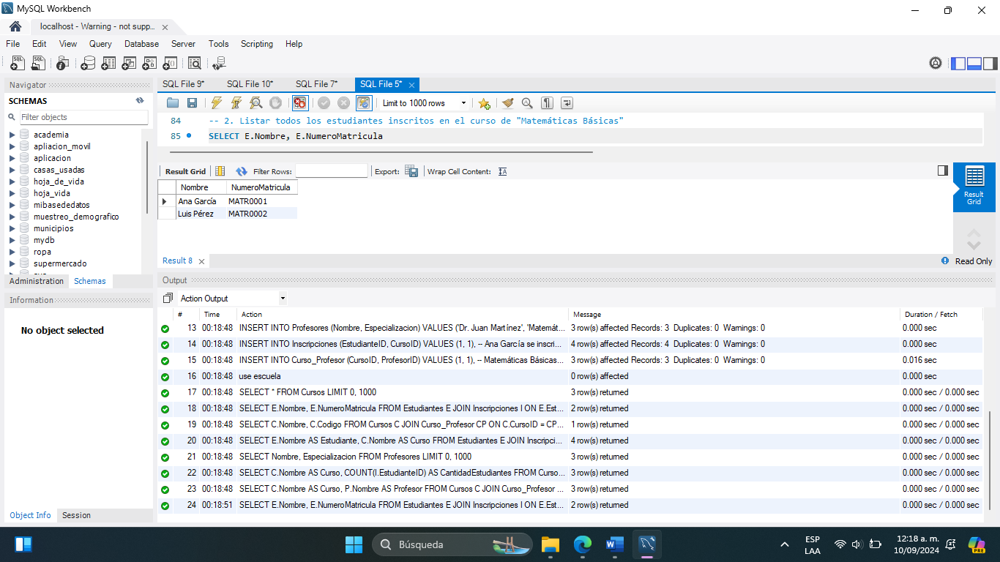 MySQL Workbench
localhost - Warning - not supp...
File Edit View Query Database Server Tools Scripting Help
Navigator
SCHEMAS
Filter objects
academia
apliacion_movil
aplicacion
casas_usadas
hoja_de_vida
hoja_vida
mibasededatos
muestreo_demografico
municipios
mydb
ropa
supermercado
Administration Schemas
Information
No object selected
Object Info Session
SQL File 9* SQL File 10* SQL File 7* SQL File 5*
Limit to 1000 rows
84 -- 2. Listar todos los estudiantes inscritos en el curso de "Matemáticas Básicas"
85 SELECT E.Nombre, E.NumeroMatricula
Result Grid Filter Rows: Export: Wrap Cell Content:
Nombre NumeroMatricula
Ana García MATR0001
Luis Pérez MATR0002
Result Grid
Result 8 Read Only
Output
Action Output
# Time Action Message Duration / Fetch
13 00:18:48 INSERT INTO Profesores (Nombre, Especializacion) VALUES ('Dr. Juan Martínez', 'Matemát... 3 row(s) affected Records: 3 Duplicates: 0 Warnings: 0 0.000 sec
14 00:18:48 INSERT INTO Inscripciones (EstudianteID, CursoID) VALUES (1, 1), -- Ana García se inscri... 4 row(s) affected Records: 4 Duplicates: 0 Warnings: 0 0.000 sec
15 00:18:48 INSERT INTO Curso_Profesor (CursoID, ProfesorID) VALUES (1, 1), -- Matemáticas Básicas... 3 row(s) affected Records: 3 Duplicates: 0 Warnings: 0 0.016 sec
16 00:18:48 use escuela 0 row(s) affected 0.000 sec
17 00:18:48 SELECT * FROM Cursos LIMIT 0, 1000 3 row(s) returned 0.000 sec / 0.000 sec
18 00:18:48 SELECT E.Nombre, E.NumeroMatricula FROM Estudiantes E JOIN Inscripciones I ON E.Est... 2 row(s) returned 0.000 sec / 0.000 sec
19 00:18:48 SELECT C.Nombre, C.Codigo FROM Cursos C JOIN Curso_Profesor CP ON C.CursoID = CP... 1 row(s) returned 0.000 sec / 0.000 sec
20 00:18:48 SELECT E.Nombre AS Estudiante, C.Nombre AS Curso FROM Estudiantes E JOIN Inscripci... 4 row(s) returned 0.000 sec / 0.000 sec
21 00:18:48 SELECT Nombre, Especializacion FROM Profesores LIMIT 0, 1000 3 row(s) returned 0.000 sec / 0.000 sec
22 00:18:48 SELECT C.Nombre AS Curso, COUNT(I.EstudianteID) AS CantidadEstudiantes FROM Curso... 3 row(s) returned 0.000 sec / 0.000 sec
23 00:18:48 SELECT C.Nombre AS Curso, P.Nombre AS Profesor FROM Cursos C JOIN Curso_Profesor ... 3 row(s) returned 0.000 sec / 0.000 sec
24 00:18:51 SELECT E.Nombre, E.NumeroMatricula FROM Estudiantes E JOIN Inscripciones I ON E.Est... 2 row(s) returned 0.000 sec / 0.000 sec
Búsqueda
ESP
LAA
12:18 a. m.
10/09/2024
PRE